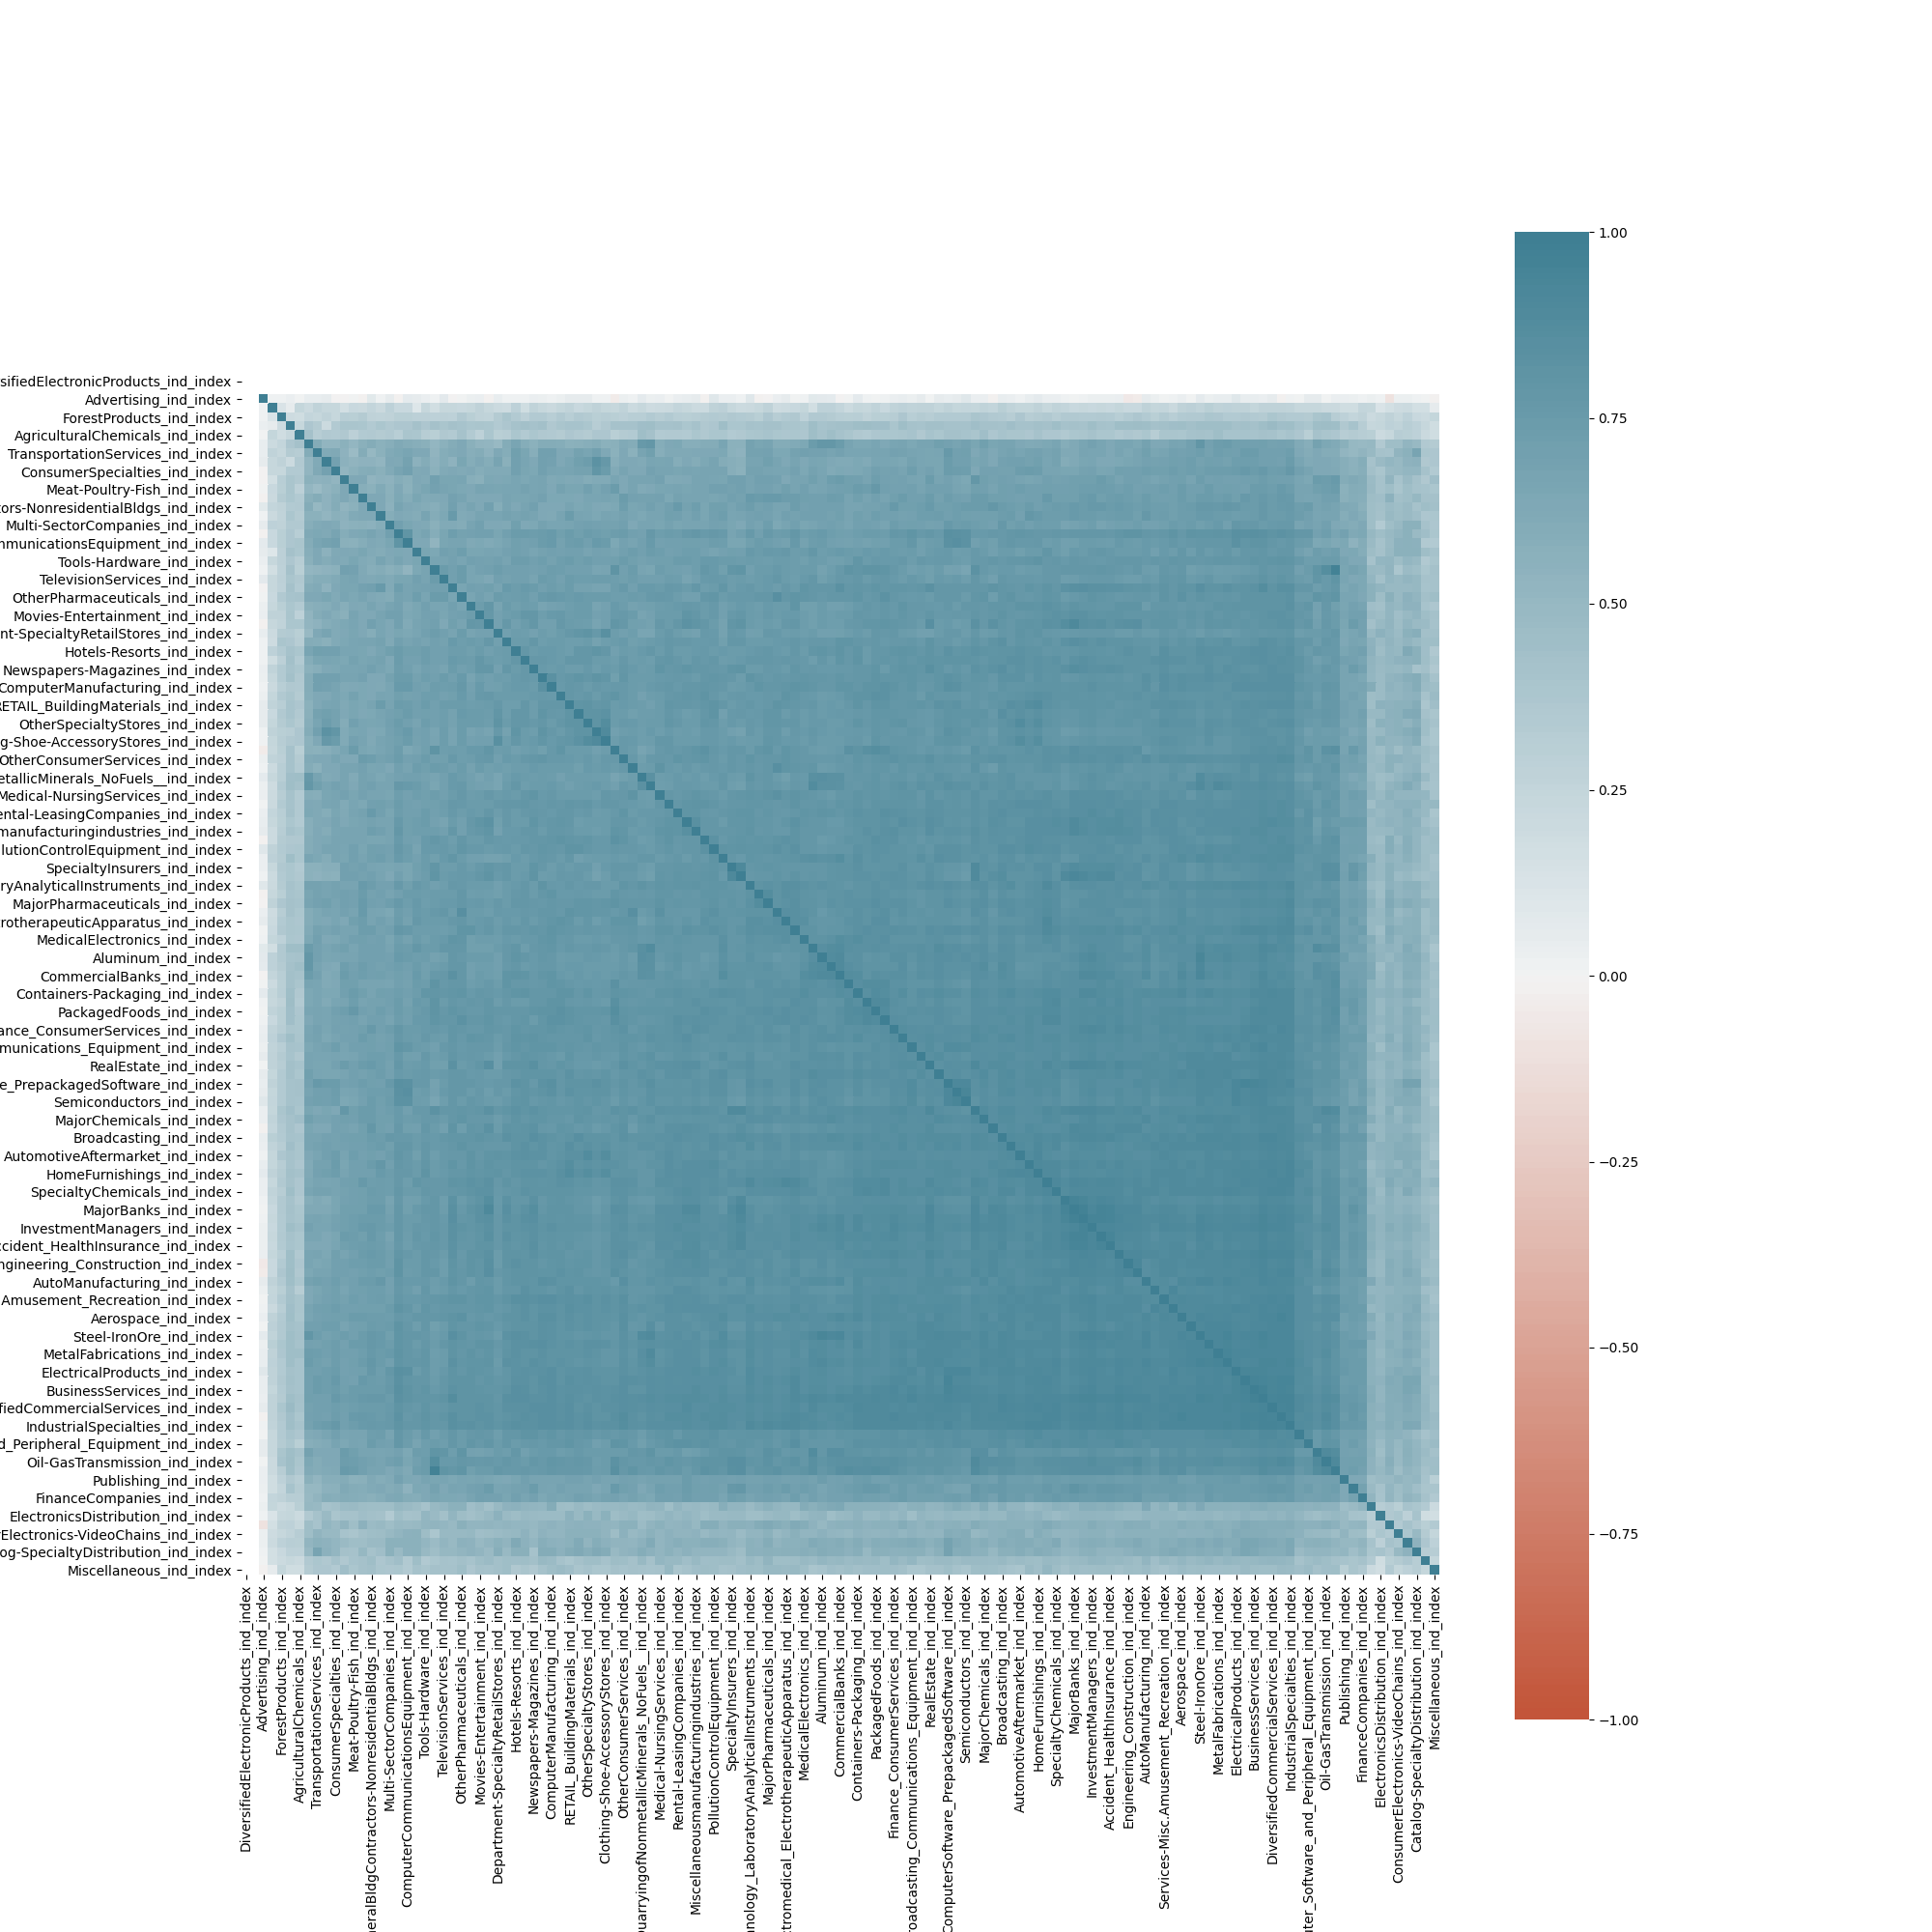 sifiedElectronicProducts_ind_index
Advertising_ind_index
ForestProducts_ind_index
AgriculturalChemicals_ind_index
TransportationServices_ind_index
ConsumerSpecialties_ind_index
Meat-Poultry-Fish_ind_index
tors-NonresidentialBldgs_ind_index
Multi-SectorCompanies_ind_index
nmunicationsEquipment_ind_index
Tools-Hardware_ind_index
TelevisionServices_ind_index
OtherPharmaceuticals_ind_index
Movies-Entertainment_ind_index
nt-SpecialtyRetailStores_ind_index
Hotels-Resorts_ind_index
Newspapers-Magazines_ind_index
ComputerManufacturing_ind_index
RETAIL_BuildingMaterials_ind_index
OtherSpecialtyStores_ind_index
g-Shoe-AccessoryStores_ind_index
OtherConsumerServices_ind_index
etallicMinerals_NoFuels__ind_index
Medical-NursingServices_ind_index
ental-LeasingCompanies_ind_index
manufacturingindustries_ind_index
llutionControlEquipment_ind_index
SpecialtyInsurers_ind_index
ryAnalyticalInstruments_ind_index
MajorPharmaceuticals_ind_index
trotherapeuticApparatus_ind_index
MedicalElectronics_ind_index
Aluminum_ind_index
CommercialBanks_ind_index
Containers-Packaging_ind_index
PackagedFoods_ind_index
ance_ConsumerServices_ind_index
munications_Equipment_ind_index
RealEstate_ind_index
e_PrepackagedSoftware_ind_index
Semiconductors_ind_index
MajorChemicals_ind_index
Broadcasting_ind_index
AutomotiveAftermarket_ind_index
HomeFurnishings_ind_index
SpecialtyChemicals_ind_index
MajorBanks_ind_index
InvestmentManagers_ind_index
ccident_HealthInsurance_ind_index
ngineering_Construction_ind_index
AutoManufacturing_ind_index
Amusement_Recreation_ind_index
Aerospace_ind_index
Steel-IronOre_ind_index
MetalFabrications_ind_index
ElectricalProducts_ind_index
BusinessServices_ind_index
fiedCommercialServices_ind_index
IndustrialSpecialties_ind_index
d_Peripheral_Equipment_ind_index
Oil-GasTransmission_ind_index
Publishing_ind_index
FinanceCompanies_ind_index
ElectronicsDistribution_ind_index
rElectronics-VideoChains_ind_index
log-SpecialtyDistribution_ind_index
Miscellaneous_ind_index
DiversifiedElectronicProducts_ind_index
Advertising_ind_index
ForestProducts_ind_index
AgriculturalChemicals_ind_index
TransportationServices_ind_index
ConsumerSpecialties_ind_index
Meat-Poultry-Fish_ind_index
neralBldgContractors-NonresidentialBldgs_ind_index
Multi-SectorCompanies_ind_index
ComputerCommunicationsEquipment_ind_index
Tools-Hardware_ind_index
TelevisionServices_ind_index
OtherPharmaceuticals_ind_index
Movies-Entertainment_ind_index
Department-SpecialtyRetailStores_ind_index
Hotels-Resorts_ind_index
Newspapers-Magazines_ind_index
ComputerManufacturing_ind_index
RETAIL_BuildingMaterials_ind_index
OtherSpecialtyStores_ind_index
Clothing-Shoe-AccessoryStores_ind_index
OtherConsumerServices_ind_index
uarryingofNonmetallicMinerals_NoFuels__ind_index
Medical-NursingServices_ind_index
Rental-LeasingCompanies_ind_index
Miscellaneousmanufacturingindustries_ind_index
PollutionControlEquipment_ind_index
SpecialtyInsurers_ind_index
nology_LaboratoryAnalyticalInstruments_ind_index
MajorPharmaceuticals_ind_index
tromedical_ElectrotherapeuticApparatus_ind_index
MedicalElectronics_ind_index
Aluminum_ind_index
CommercialBanks_ind_index
Containers-Packaging_ind_index
PackagedFoods_ind_index
Finance_ConsumerServices_ind_index
roadcasting_Communications_Equipment_ind_index
RealEstate_ind_index
ComputerSoftware_PrepackagedSoftware_ind_index
Semiconductors_ind_index
MajorChemicals_ind_index
Broadcasting_ind_index
AutomotiveAftermarket_ind_index
HomeFurnishings_ind_index
SpecialtyChemicals_ind_index
MajorBanks_ind_index
InvestmentManagers_ind_index
Accident_HealthInsurance_ind_index
Engineering_Construction_ind_index
AutoManufacturing_ind_index
Services-Misc.Amusement_Recreation_ind_index
Aerospace_ind_index
Steel-IronOre_ind_index
MetalFabrications_ind_index
ElectricalProducts_ind_index
BusinessServices_ind_index
DiversifiedCommercialServices_ind_index
IndustrialSpecialties_ind_index
uter_Software_and_Peripheral_Equipment_ind_index
Oil-GasTransmission_ind_index
Publishing_ind_index
FinanceCompanies_ind_index
ElectronicsDistribution_ind_index
ConsumerElectronics-VideoChains_ind_index
Catalog-SpecialtyDistribution_ind_index
Miscellaneous_ind_index
1.00
0.75
0.50
0.25
0.00
−0.25
−0.50
−0.75
−1.00